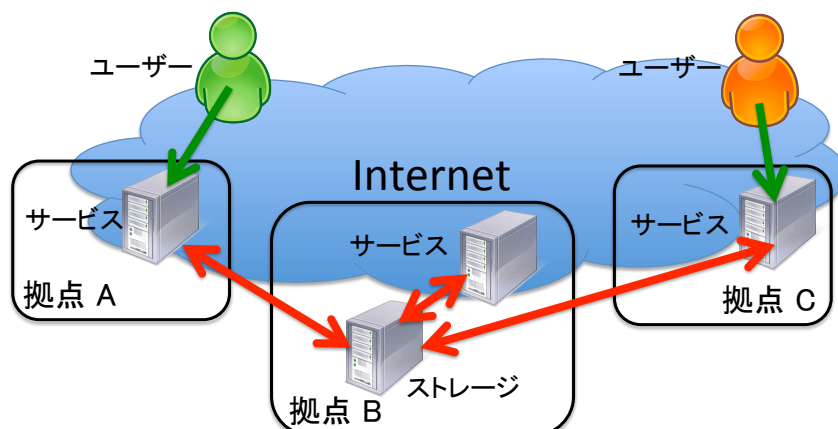 ユーザー
ユーザー
Internet
サービス
サービス
サービス
拠点 A
拠点 C
ストレージ
拠点 B